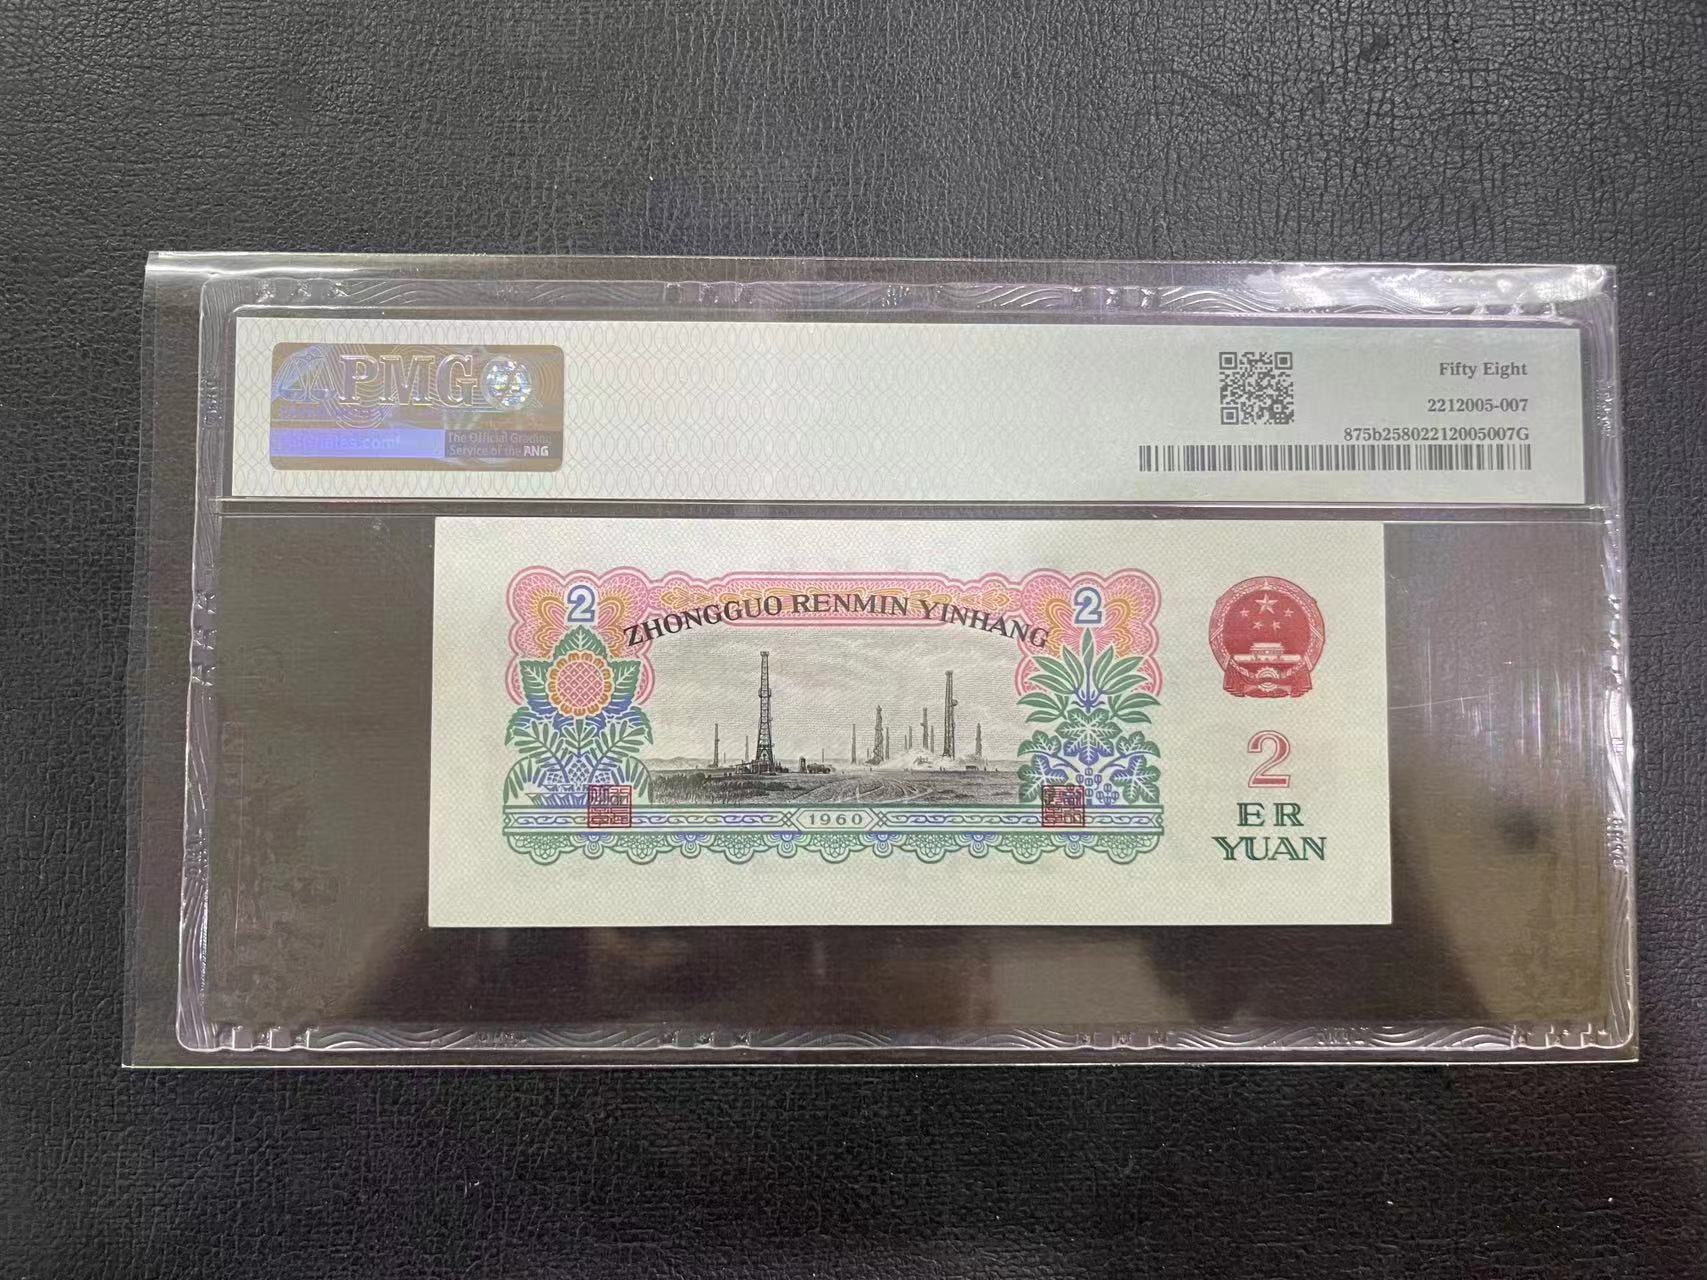 PMG
The Official Grading
Service of the PNG
Fifty Eight
2212005-007
875b25802212005007G
2 2
ZHONGGUO RENMIN YINHANG
1960
2
ER
YUAN